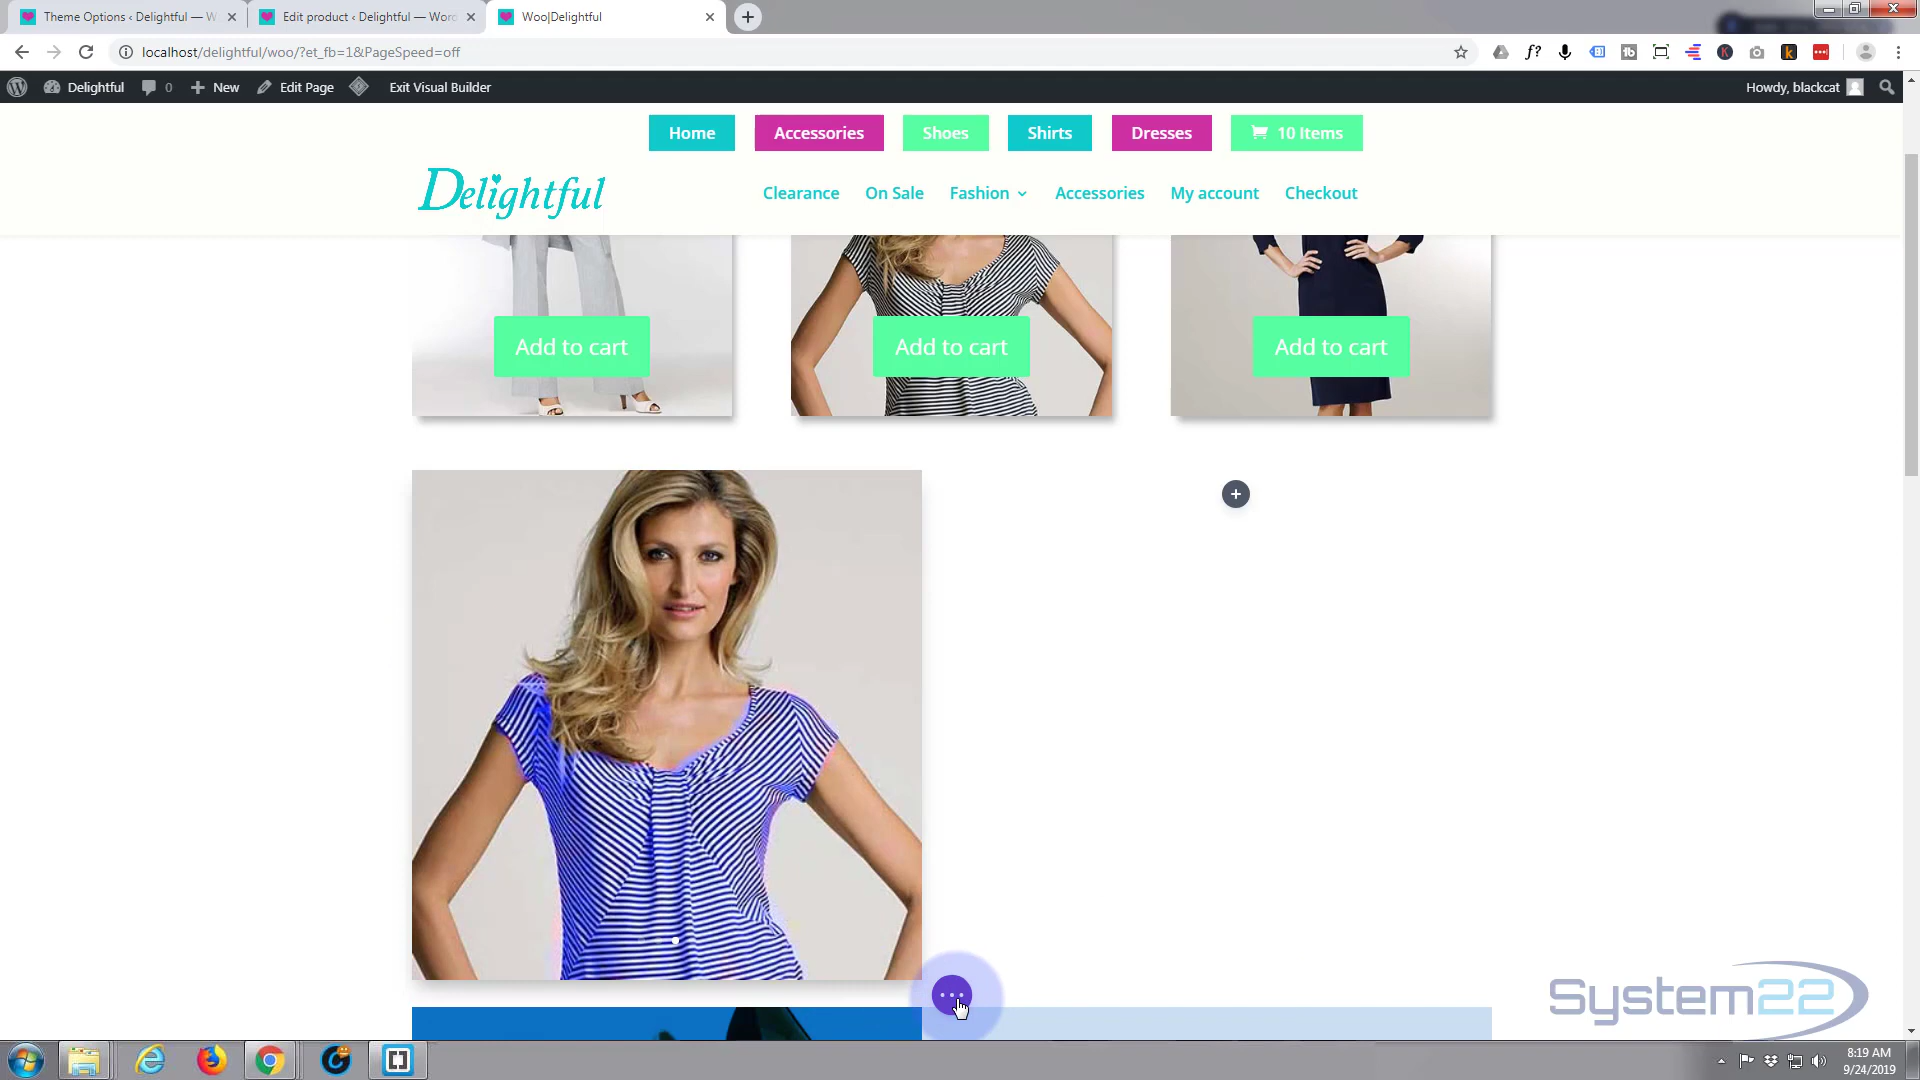 Theme Options ‹ Delightful — W
Edit product ‹ Delightful — Word
Woo|Delightful
localhost/delightful/woo/?et_fb=1&PageSpeed=off
Delightful
0
New
Edit Page
Exit Visual Builder
Howdy, blackcat
Home
Accessories
Shoes
Shirts
Dresses
10 Items
Delightful
Clearance
On Sale
Fashion
Accessories
My account
Checkout
Add to cart
Add to cart
Add to cart
System22
8:19 AM
9/24/2019